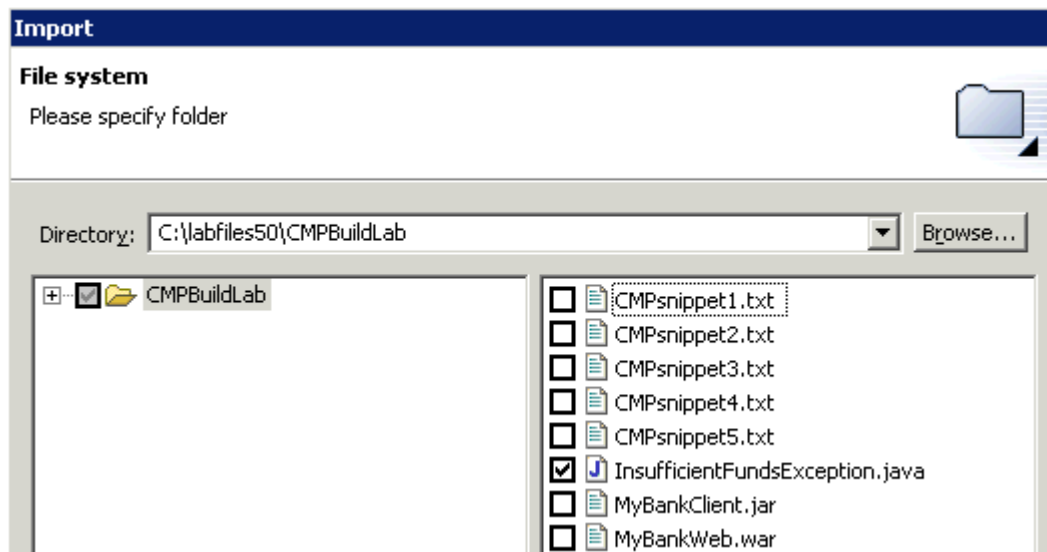 Import
File system
Please specify folder
Directory: C:\labfiles50\CMPBuildLab Browse...
CMPBuildLab
CMPsnippet1.txt
CMPsnippet2.txt
CMPsnippet3.txt
CMPsnippet4.txt
CMPsnippet5.txt
InsufficientFundsException.java
MyBankClient.jar
MyBankWeb.war